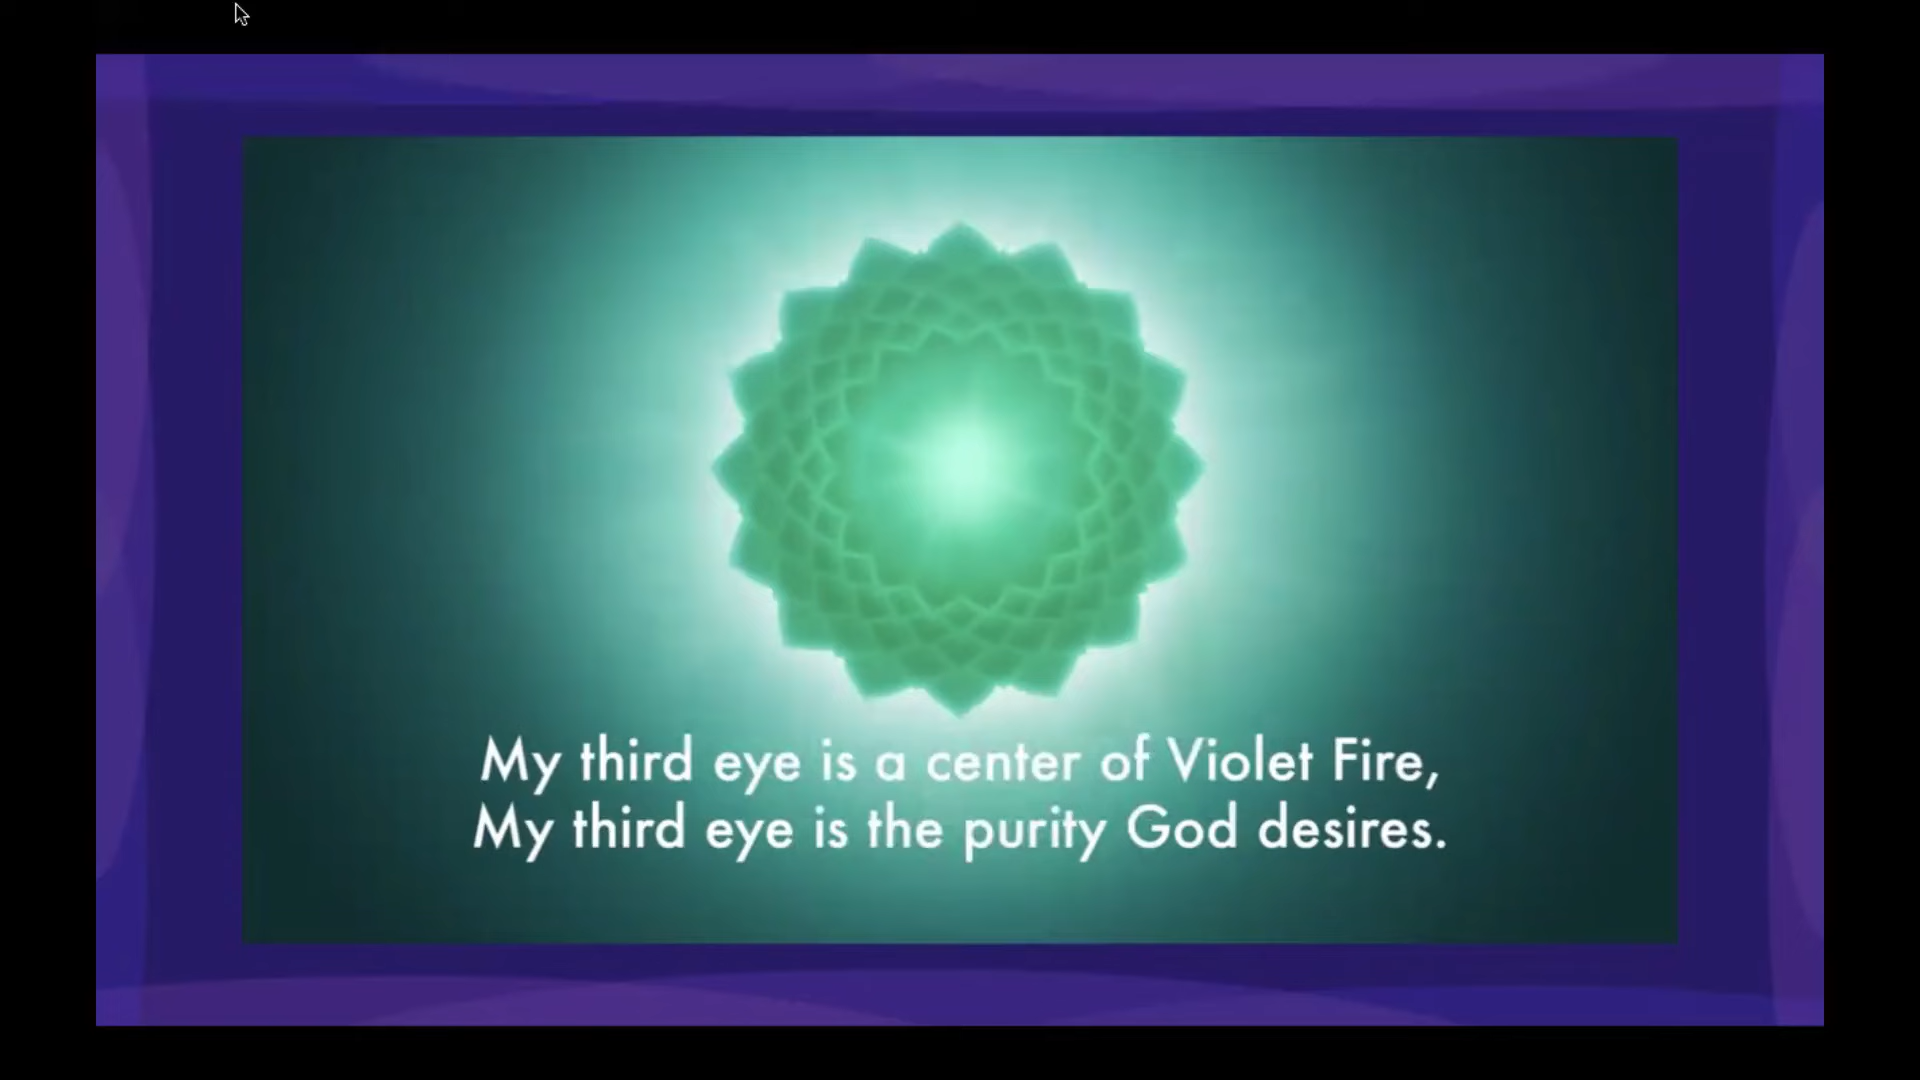 My third eye is a center of Violet Fire,
My third eye is the purity God desires.